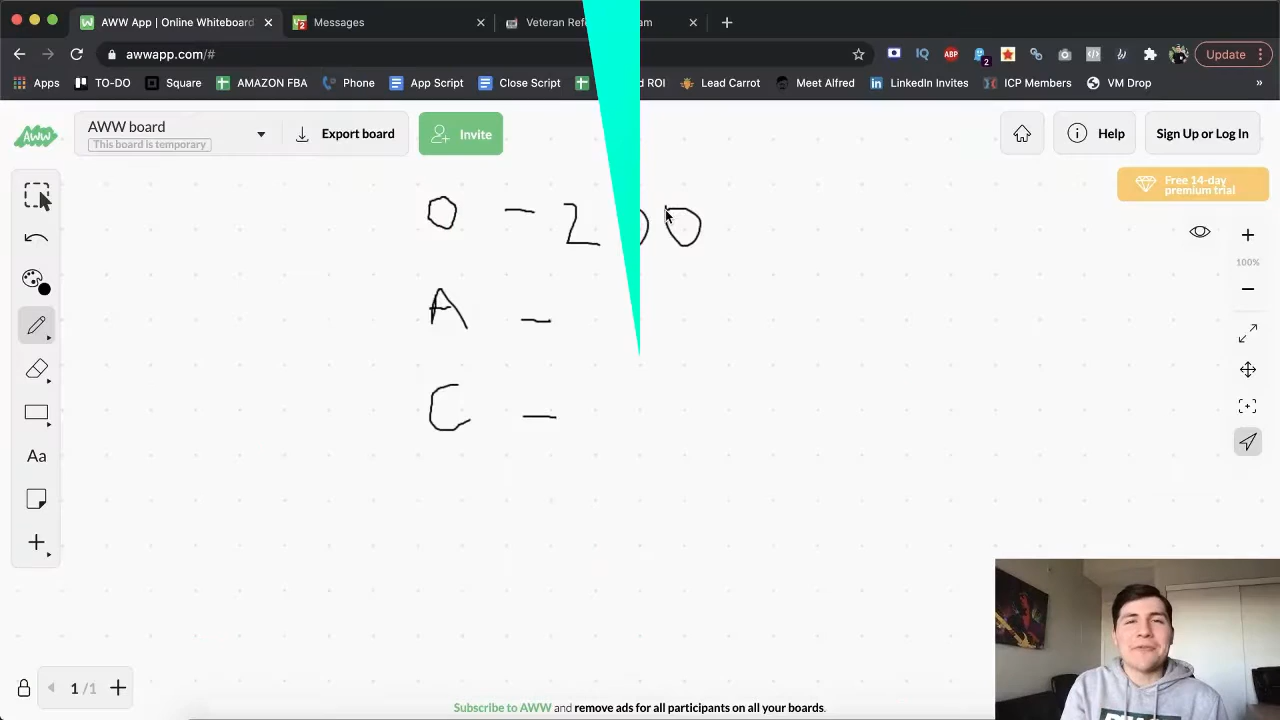 AWW App | Online Whiteboard
Messages
Veteran Ref
am
awwapp.com/#
ABP
2
Update
Apps
TO-DO
Square
AMAZON FBA
Phone
App Script
Close Script
d ROI
Lead Carrot
Meet Alfred
LinkedIn Invites
ICP Members
VM Drop
»
AWW
AWW board
This board is temporary
Export board
Invite
Help
Sign Up or Log In
Free 14-day
premium trial
O - 200
A -
C -
100%
Aa
1 /1
Subscribe to AWW and remove ads for all participants on all your boards.